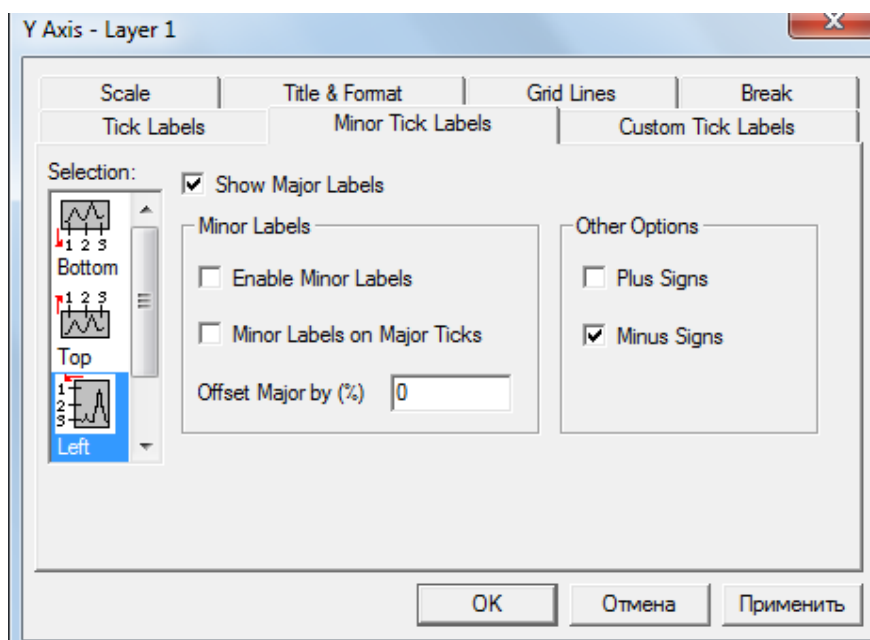 Y Axis - Layer 1
Scale Title & Format Grid Lines Break
Tick Labels Minor Tick Labels Custom Tick Labels
Selection:
Show Major Labels
1 2 3
Bottom
1 2 3
Top
1
2
3
Left
Minor Labels
Enable Minor Labels
Minor Labels on Major Ticks
Offset Major by (%) 0
Other Options
Plus Signs
Minus Signs
OK Отмена Применить